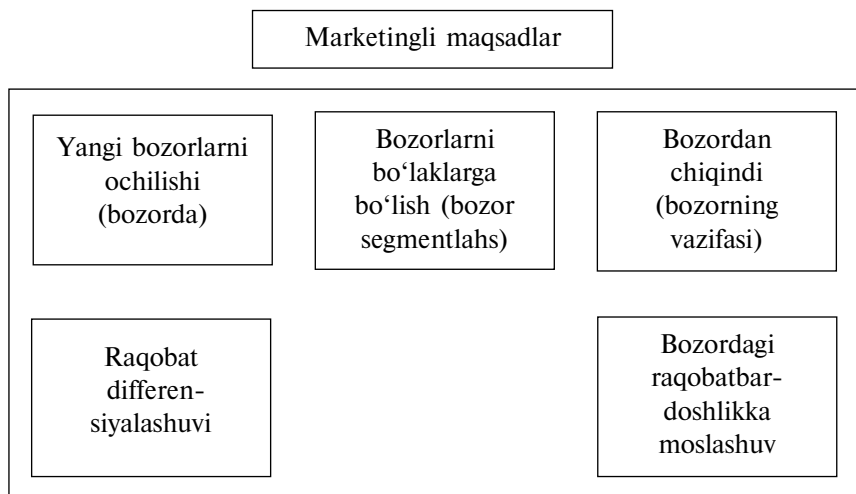 Marketingli maqsadlar
Yangi bozorlarni
ochilishi
(bozorda)
Bozorlarni
bo‘laklarga
bo‘lish (bozor
segmentlahs)
Bozordan
chiqindi
(bozorning
vazifasi)
Raqobat
differen-
siyalashuvi
Bozordagi
raqobatbar-
doshlikka
moslashuv